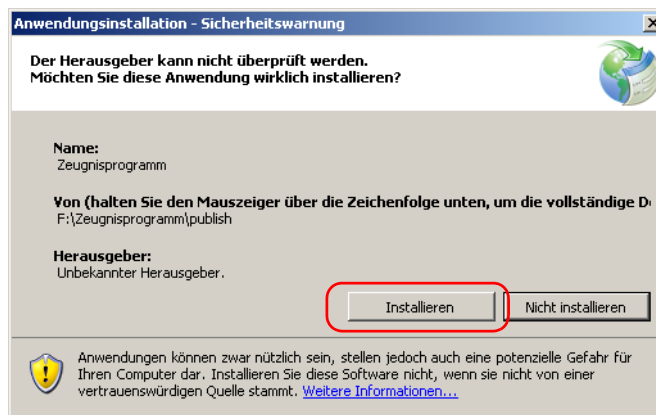 Anwendungsinstallation - Sicherheitswarnung
Der Herausgeber kann nicht überprüft werden.
Möchten Sie diese Anwendung wirklich installieren?
Name:
Zeugnisprogramm
Von (halten Sie den Mauszeiger über die Zeichenfolge unten, um die vollständige
F:\Zeugnisprogramm\publish
Herausgeber:
Unbekannter Herausgeber.
Installieren Nicht installieren
Anwendungen können zwar nützlich sein, stellen jedoch auch eine potenzielle Gefahr für
Ihren Computer dar. Installieren Sie diese Software nicht, wenn sie nicht von einer
vertrauenswürdigen Quelle stammt. Weitere Informationen...